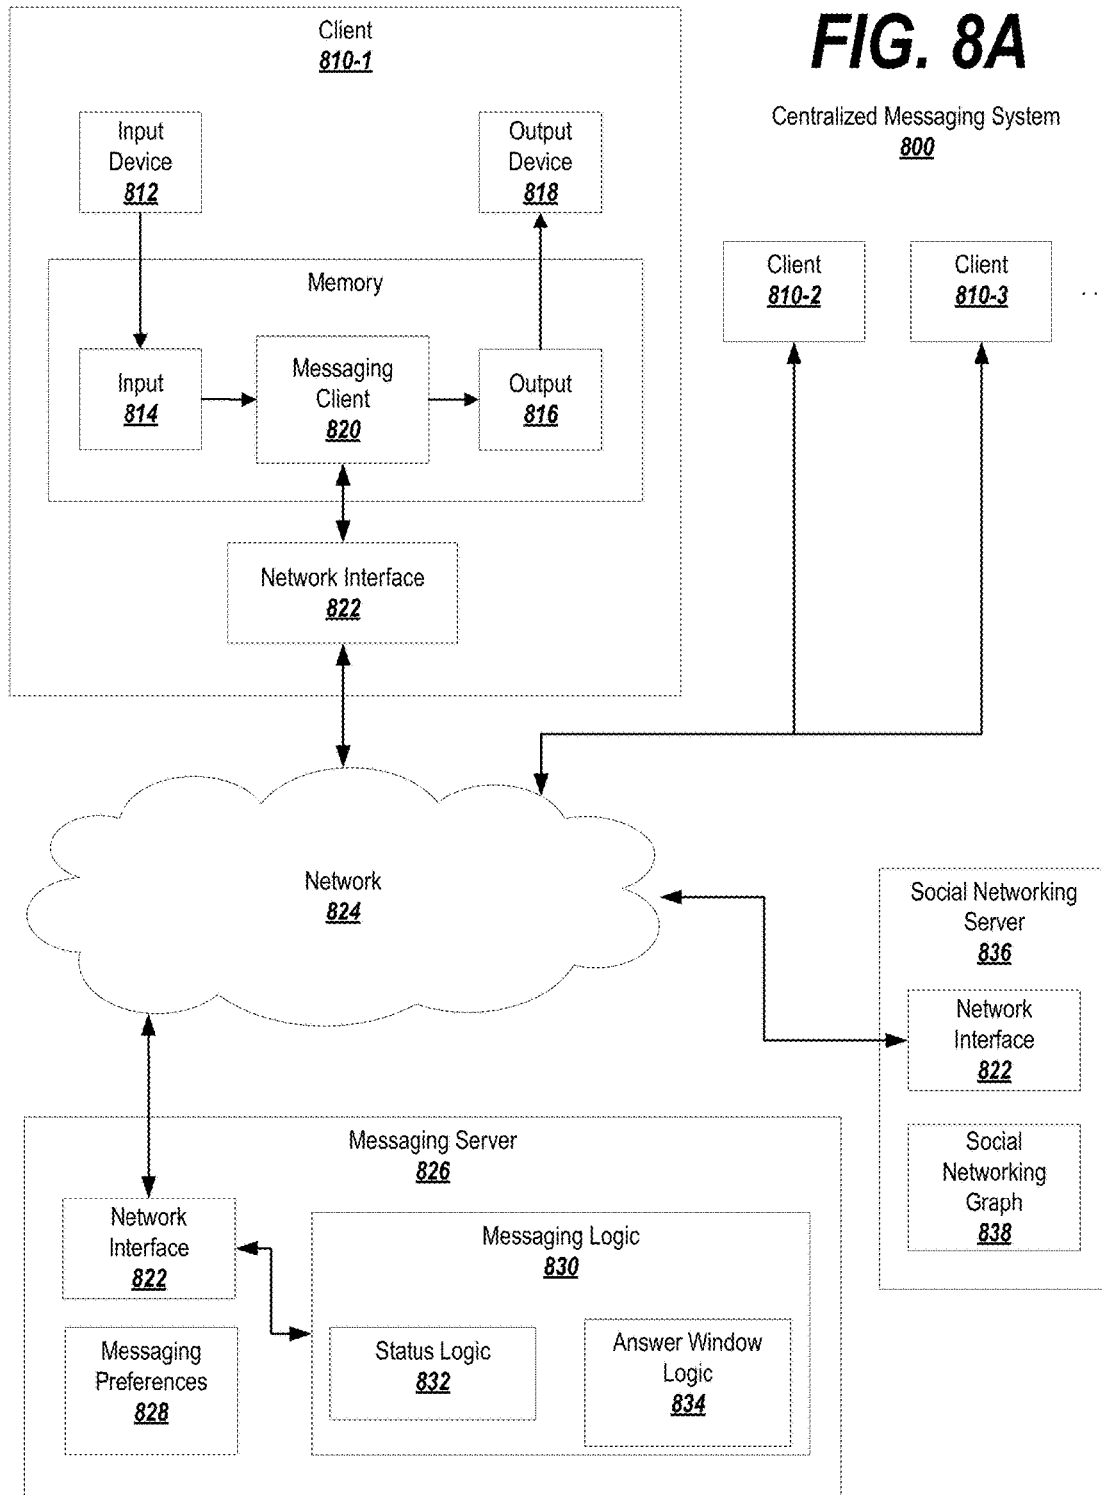 FIG. 8A
Centralized Messaging System
800
Client
810-1
Input
Device
812
Output
Device
818
Memory
Input
814
Messaging
Client
820
Output
816
Network Interface
822
Client
810-2
Client
810-3
. .
Network
824
Social Networking
Server
836
Network
Interface
822
Social
Networking
Graph
838
Messaging Server
826
Network
Interface
822
Messaging
Preferences
828
Messaging Logic
830
Status Logic
832
Answer Window
Logic
834